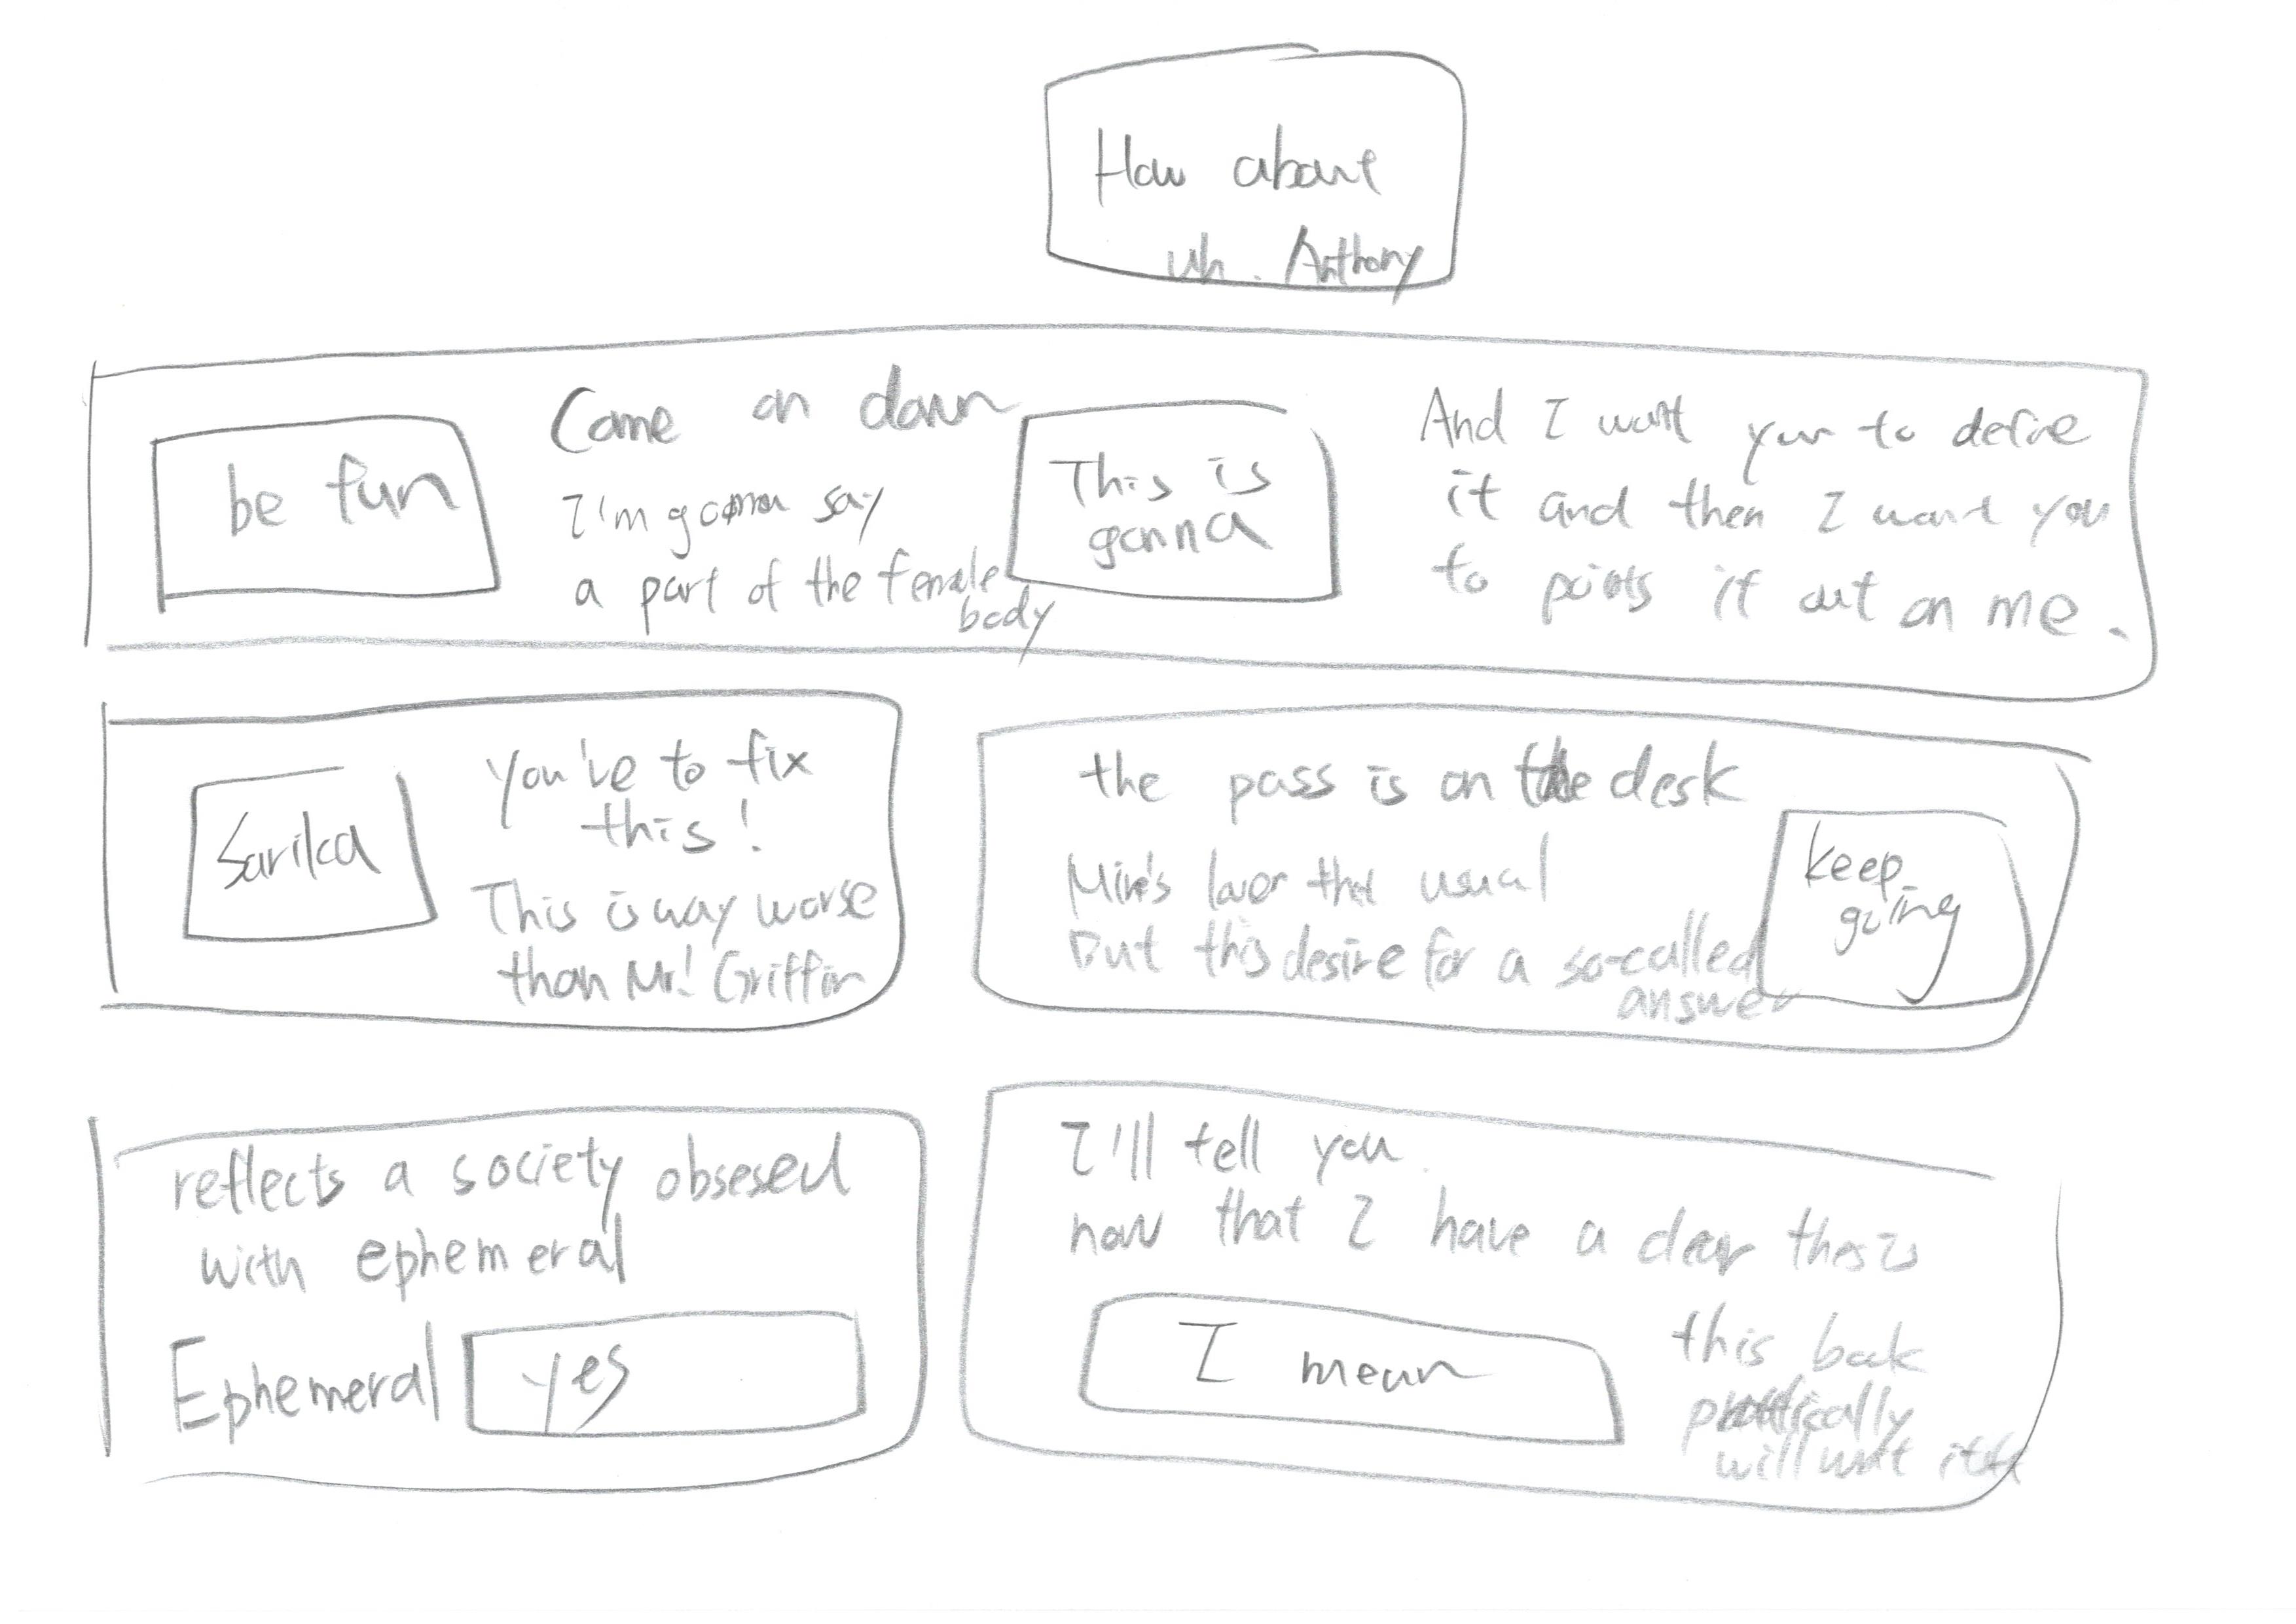 How about
uh. Anthony
be fun
Come on down
I'm gonna say
a part of the female
body
This is
gonna
And I want you to define
it and then I want you
to points it out on me.
Sarika
You've to fix
this!
This is way worse
than Mr! Griffin
the pass is on the desk
Mine's lower that usual
But this desire for a so-called
answer
keep
going
reflects a society obsesed
with ephemeral
Ephemeral
yes
I'll tell you.
now that I have a clear thesis
I mean
this book
practically
will